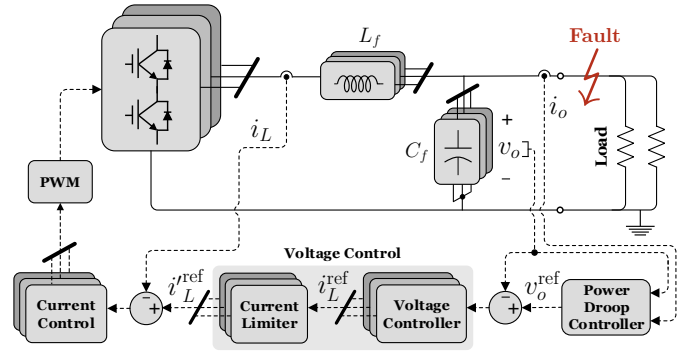 L_f
Fault
i_L
i_o
C_f
+
v_o
−
Load
PWM
Voltage Control
Current
Control
−
+
i'_L^ref
Current
Limiter
i_L^ref
Voltage
Controller
−
+
v_o^ref
Power
Droop
Controller